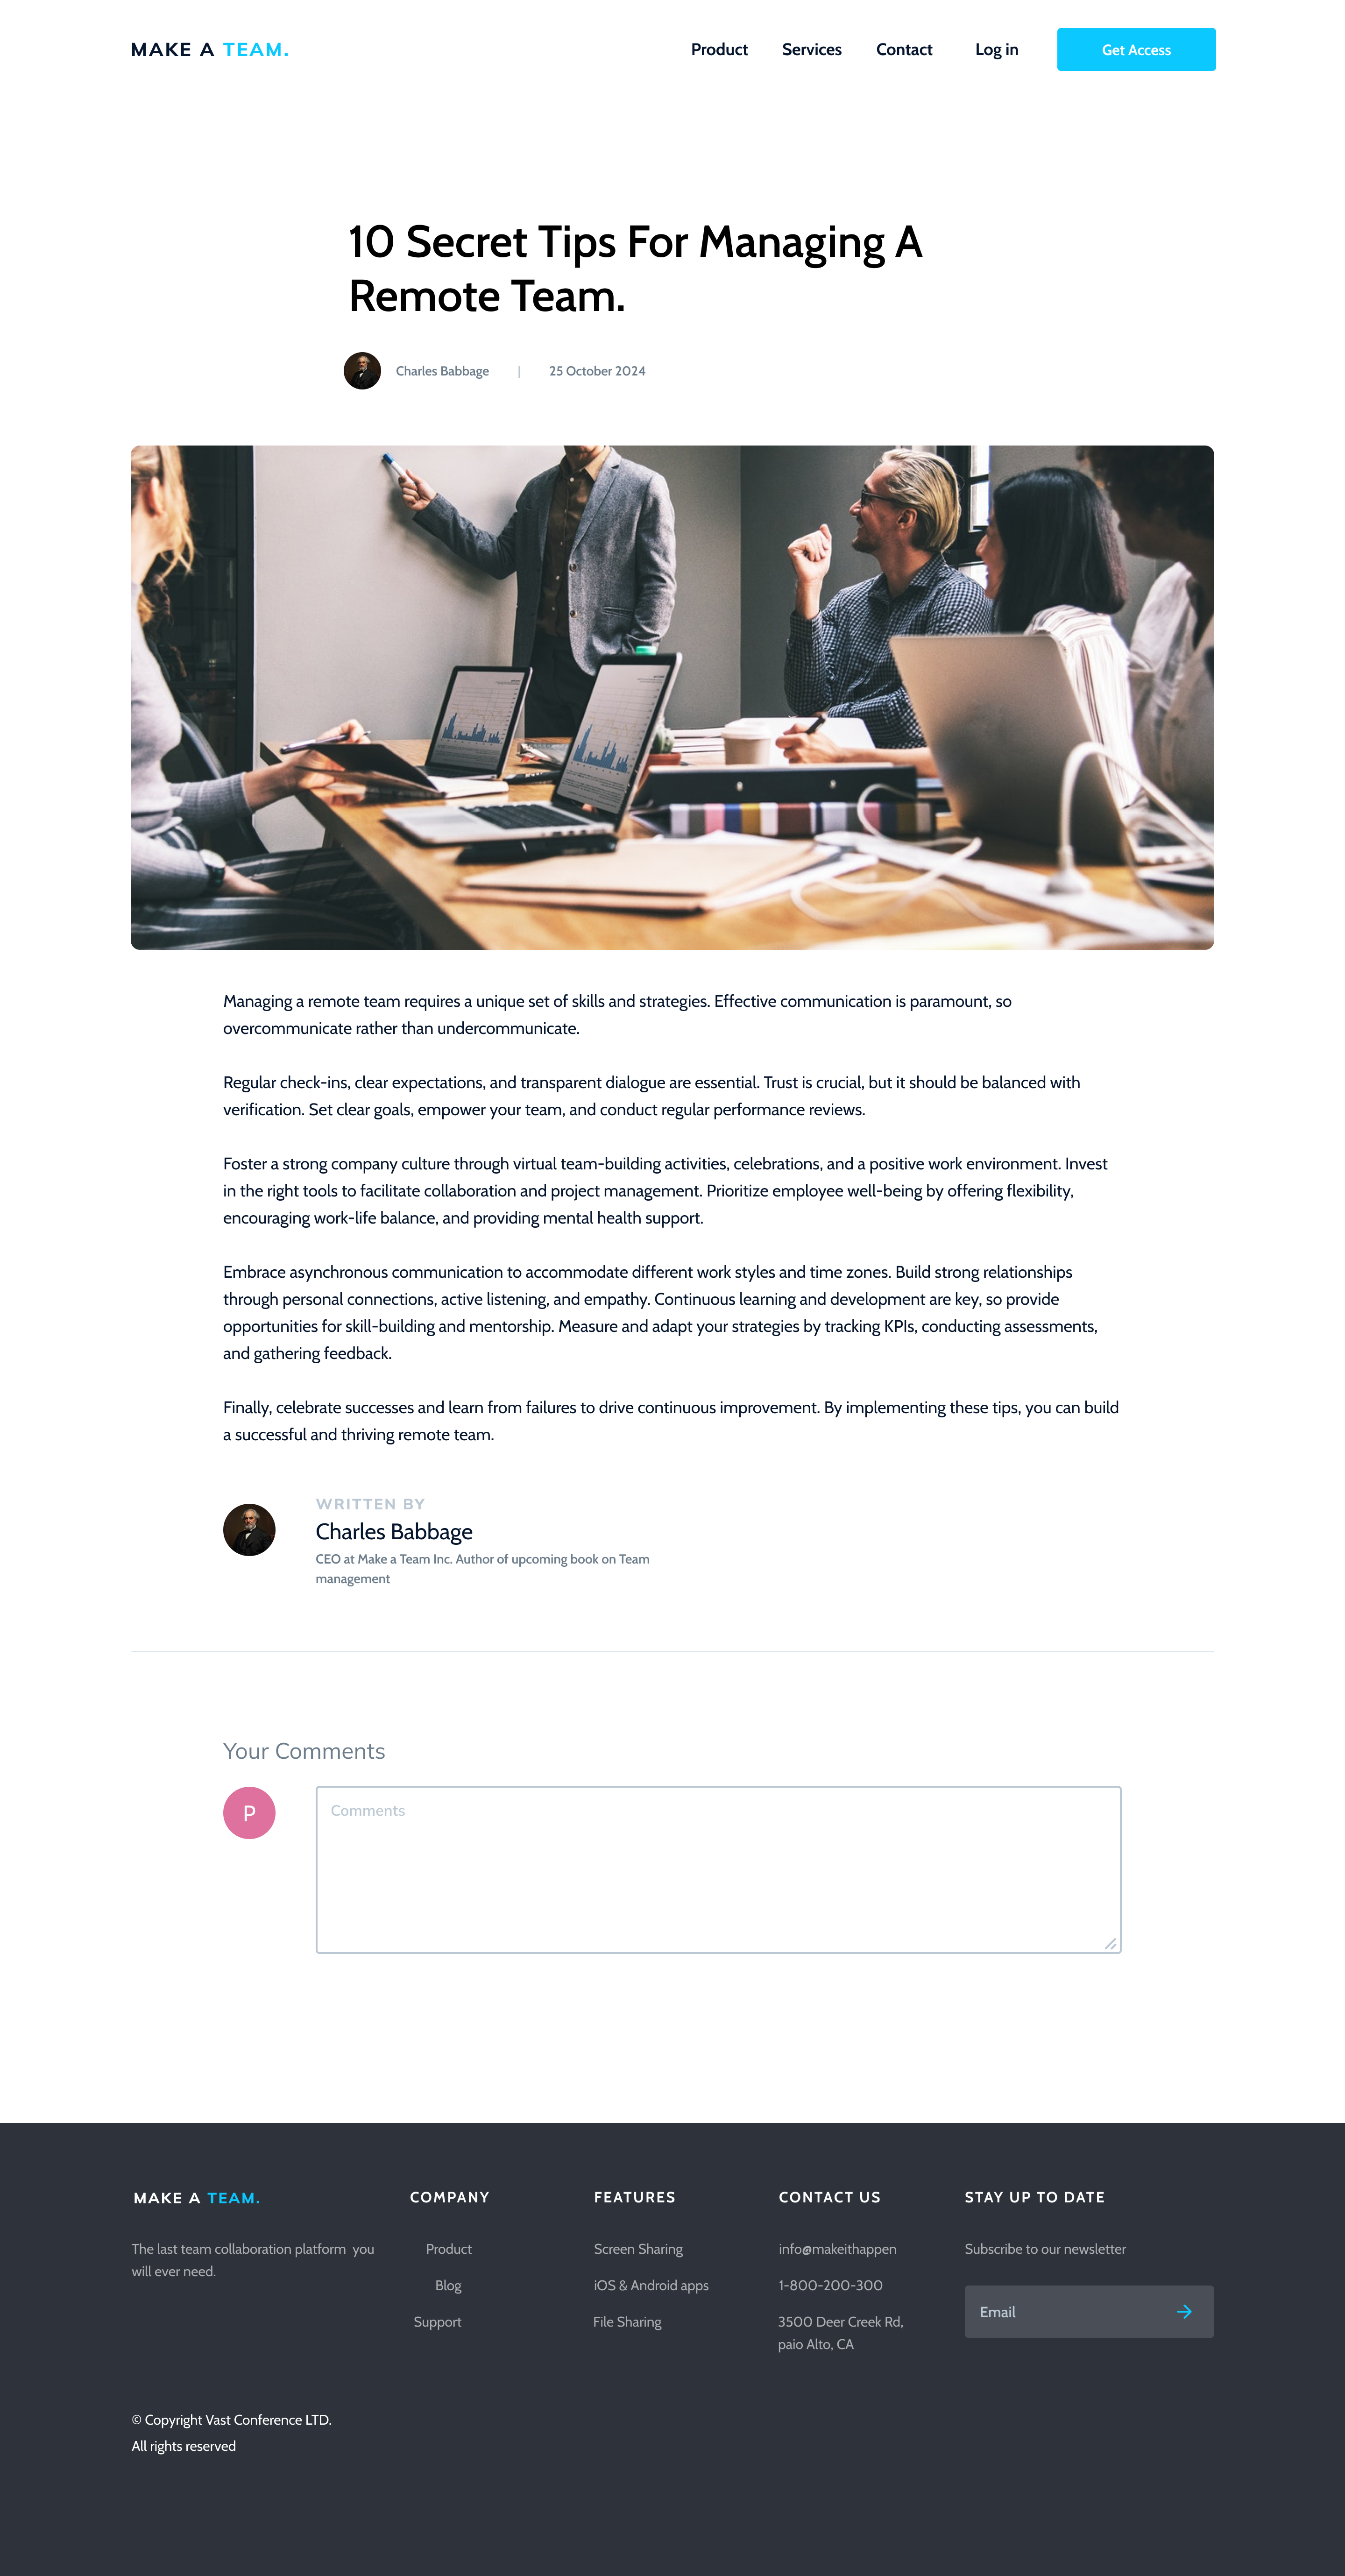 MAKE A TEAM.
Product Services Contact Log in Get Access
10 Secret Tips For Managing A
Remote Team.
Charles Babbage | 25 October 2024
Managing a remote team requires a unique set of skills and strategies. Effective communication is paramount, so
overcommunicate rather than undercommunicate.
Regular check-ins, clear expectations, and transparent dialogue are essential. Trust is crucial, but it should be balanced with
verification. Set clear goals, empower your team, and conduct regular performance reviews.
Foster a strong company culture through virtual team-building activities, celebrations, and a positive work environment. Invest
in the right tools to facilitate collaboration and project management. Prioritize employee well-being by offering flexibility,
encouraging work-life balance, and providing mental health support.
Embrace asynchronous communication to accommodate different work styles and time zones. Build strong relationships
through personal connections, active listening, and empathy. Continuous learning and development are key, so provide
opportunities for skill-building and mentorship. Measure and adapt your strategies by tracking KPIs, conducting assessments,
and gathering feedback.
Finally, celebrate successes and learn from failures to drive continuous improvement. By implementing these tips, you can build
a successful and thriving remote team.
WRITTEN BY
Charles Babbage
CEO at Make a Team Inc. Author of upcoming book on Team
management
Your Comments
P
Comments
MAKE A TEAM.
The last team collaboration platform you
will ever need.
COMPANY
Product
Blog
Support
FEATURES
Screen Sharing
iOS & Android apps
File Sharing
CONTACT US
info@makeithappen
1-800-200-300
3500 Deer Creek Rd,
paio Alto, CA
STAY UP TO DATE
Subscribe to our newsletter
Email
© Copyright Vast Conference LTD.
All rights reserved